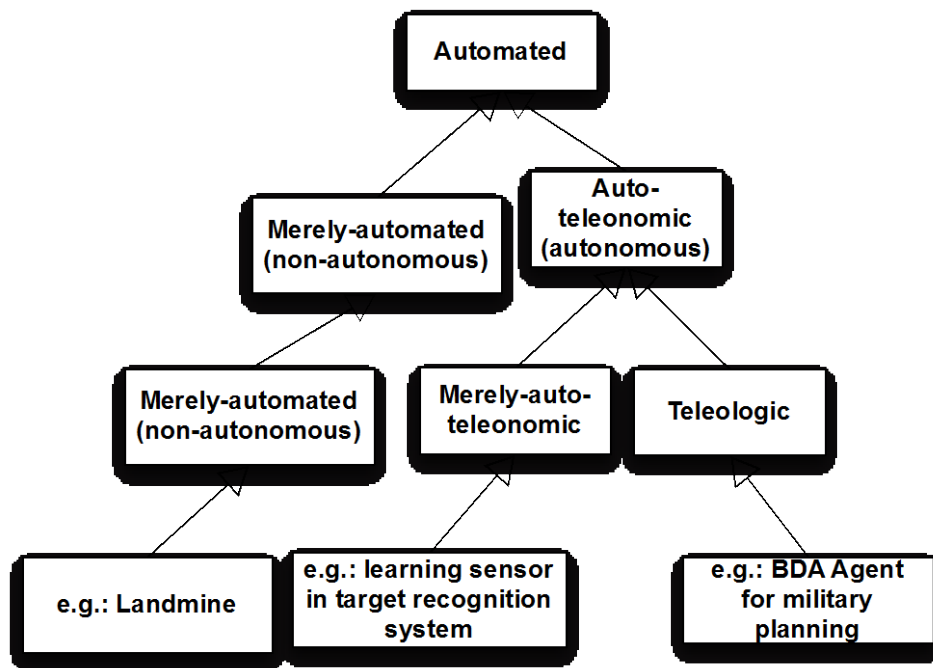 Automated
Auto-
teleonomic
(autonomous)
Merely-automated
(non-autonomous)
Merely-automated
(non-autonomous)
Merely-auto-
teleonomic
Teleologic
e.g.: Landmine
e.g.: learning sensor
in target recognition
system
e.g.: BDA Agent
for military
planning